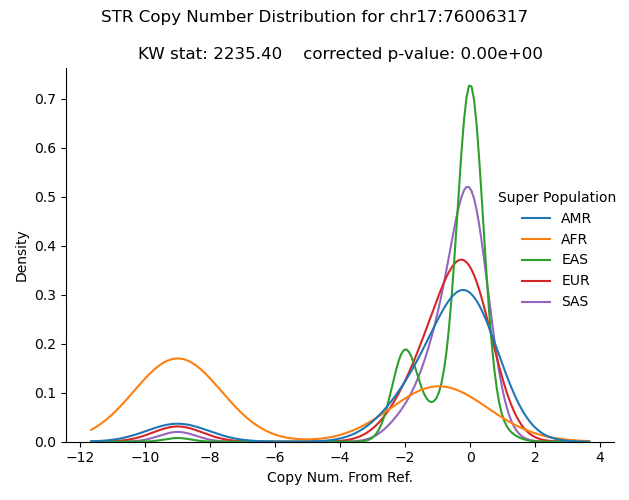 STR Copy Number Distribution for chr17:76006317
KW stat: 2235.40 corrected p-value: 0.00e+00
0.7
0.6
0.5
0.4
0.3
0.2
0.1
0.0
Density
Super Population
AMR
AFR
EAS
EUR
SAS
−12 −10 −8 −6 −4 −2 0 2 4
Copy Num. From Ref.